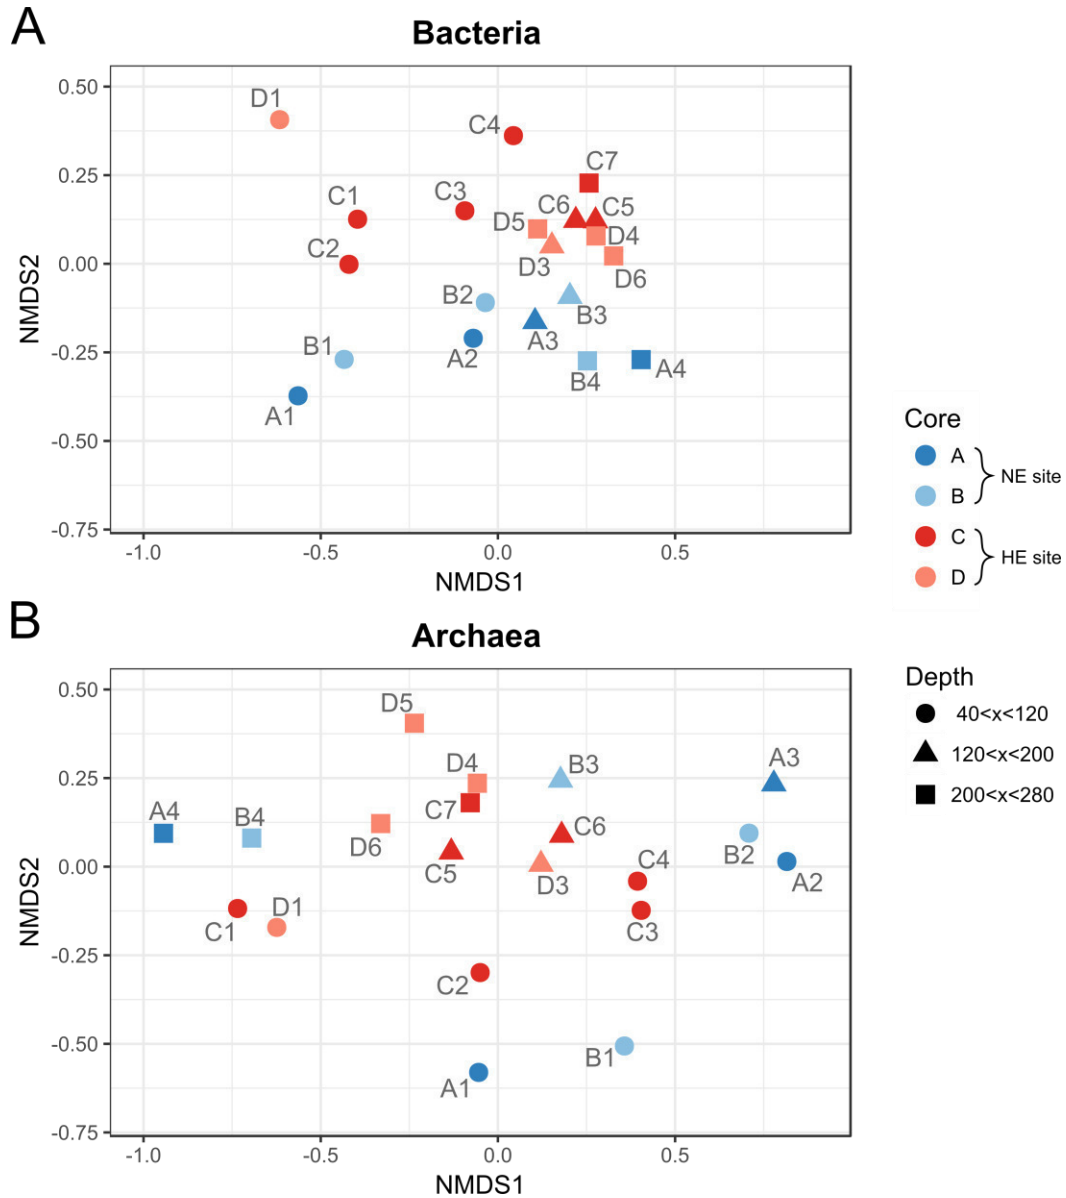 A
Bacteria
0.50
0.25
0.00
-0.25
-0.50
-0.75
NMDS2
D1
C4
C7
C1
C3
C6
C5
D5
D4
C2
D3
D6
B2
B3
A3
A2
B1
B4
A4
A1
-1.0
-0.5
0.0
0.5
NMDS1
Core
A
B
NE site
C
D
HE site
B
Archaea
0.50
0.25
0.00
-0.25
-0.50
-0.75
NMDS2
D5
D4
B3
A3
A4
B4
C7
C6
D6
C5
D3
C4
B2
A2
C1
D1
C3
C2
B1
A1
-1.0
-0.5
0.0
0.5
NMDS1
Depth
40<x<120
120<x<200
200<x<280